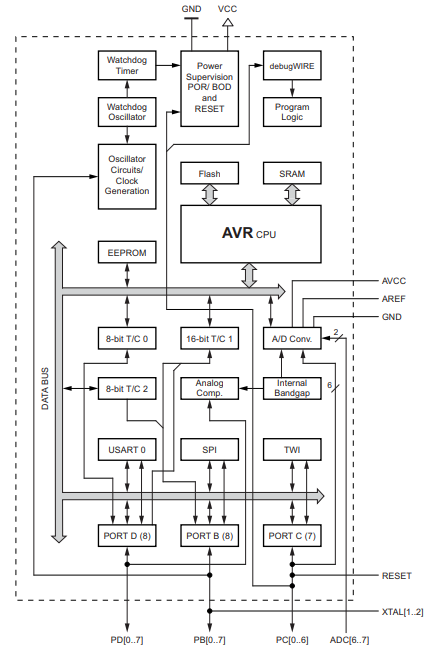 GND
VCC
Watchdog
Timer
Power
Supervision
POR/ BOD
and
RESET
debugWIRE
Watchdog
Oscillator
Program
Logic
Oscillator
Circuits/
Clock
Generation
Flash
SRAM
AVR CPU
EEPROM
AVCC
AREF
GND
8-bit T/C 0
16-bit T/C 1
A/D Conv.
2
DATA BUS
8-bit T/C 2
Analog
Comp.
Internal
Bandgap
6
USART 0
SPI
TWI
PORT D (8)
PORT B (8)
PORT C (7)
RESET
XTAL[1..2]
PD[0..7]
PB[0..7]
PC[0..6]
ADC[6..7]